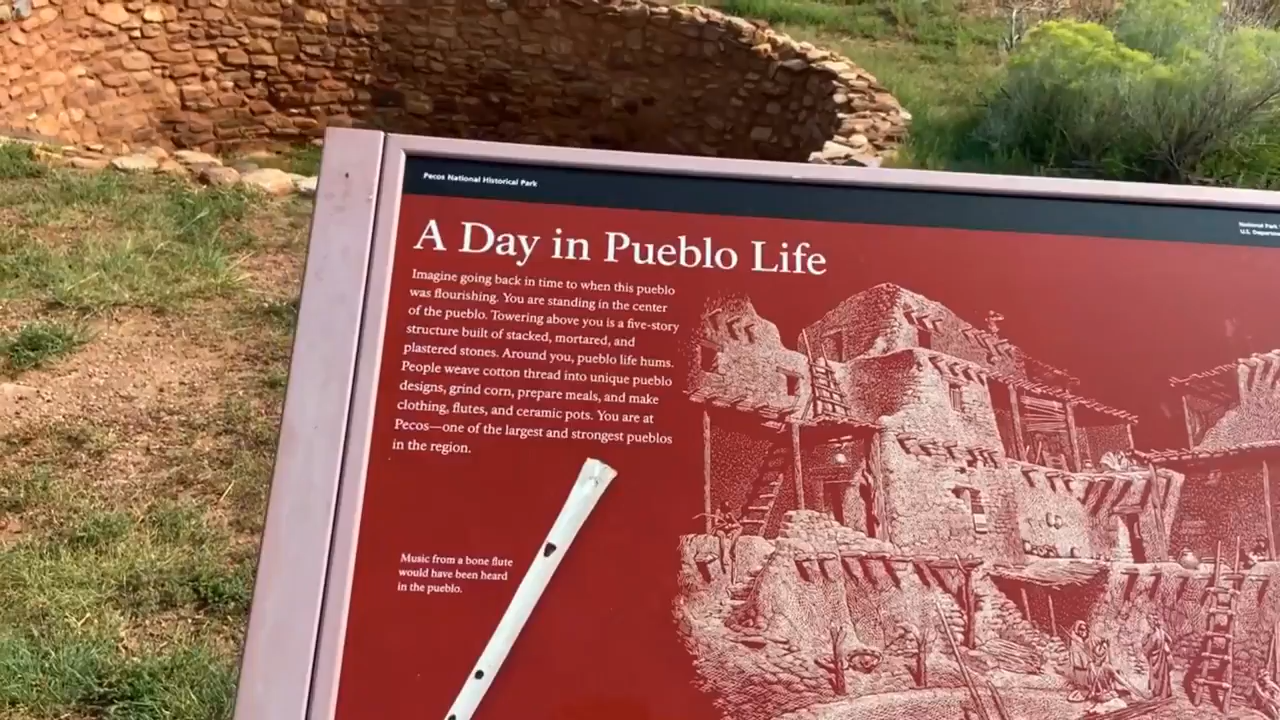 Pecos National Historical Park
National Park
U.S.
A Day in Pueblo Life
Imagine going back in time to when this pueblo
was flourishing. You are standing in the center
of the pueblo. Towering above you is a five-story
structure built of stacked, mortared, and
plastered stones. Around you, pueblo life hums.
People weave cotton thread into unique pueblo
designs, grind corn, prepare meals, and make
clothing, flutes, and ceramic pots. You are at
Pecos—one of the largest and strongest pueblos
in the region.
Music from a bone flute
would have been heard
in the pueblo.